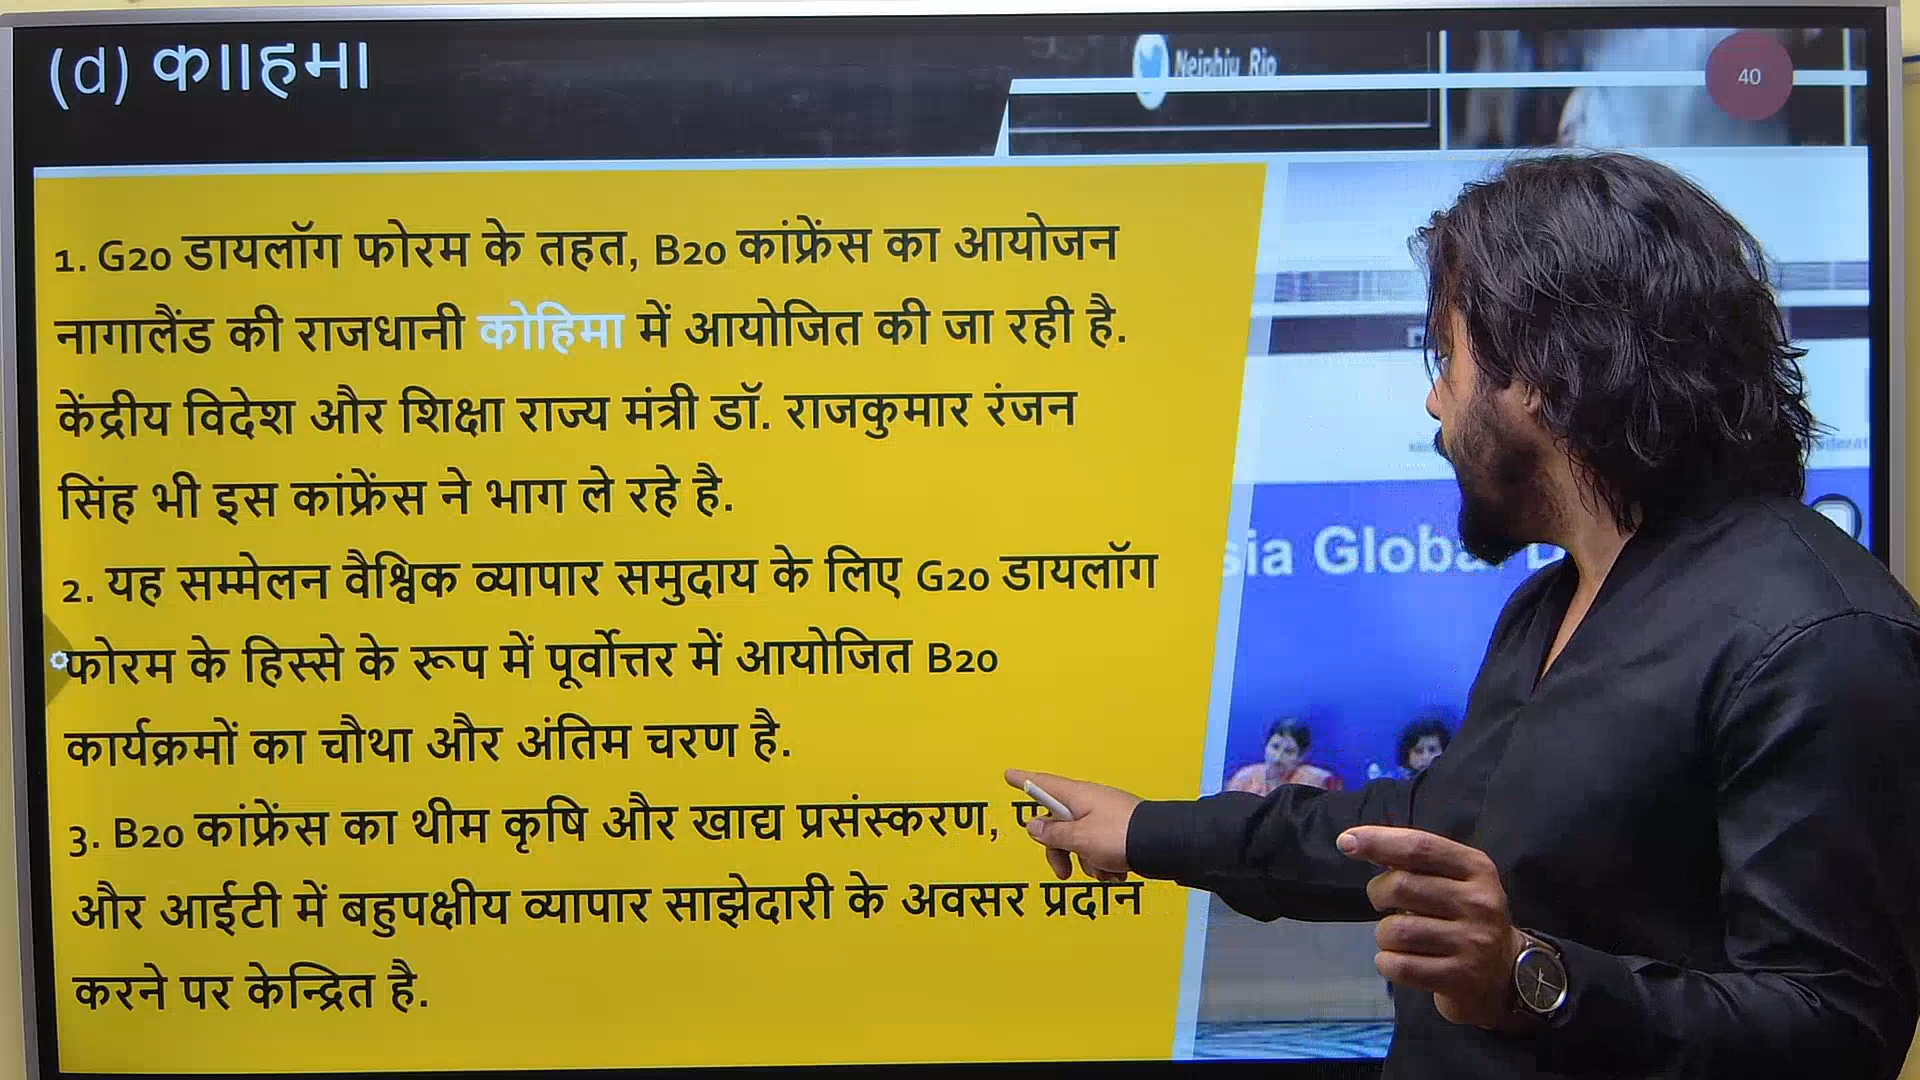 (d) कोहिमा
Neiphiu Rio
40
1. G20 डायलॉग फोरम के तहत, B20 कांफ्रेंस का आयोजन
नागालैंड की राजधानी कोहिमा में आयोजित की जा रही है.
केंद्रीय विदेश और शिक्षा राज्य मंत्री डॉ. राजकुमार रंजन
सिंह भी इस कांफ्रेंस ने भाग ले रहे है.
2. यह सम्मेलन वैश्विक व्यापार समुदाय के लिए G20 डायलॉग
फोरम के हिस्से के रूप में पूर्वोत्तर में आयोजित B20
कार्यक्रमों का चौथा और अंतिम चरण है.
3. B20 कांफ्रेंस का थीम कृषि और खाद्य प्रसंस्करण,
और आईटी में बहुपक्षीय व्यापार साझेदारी के अवसर प्रदान
करने पर केन्द्रित है.
sia Global